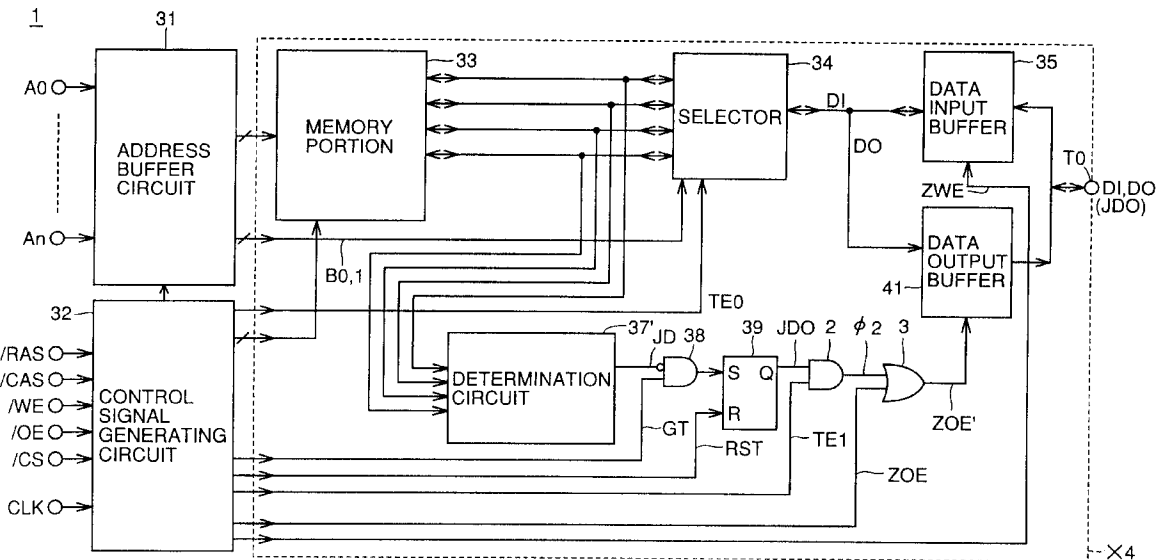 1
31
A0
An
ADDRESS
BUFFER
CIRCUIT
33
MEMORY
PORTION
34
SELECTOR
DI
DO
35
DATA
INPUT
BUFFER
T0
DI,DO
(JDO)
ZWE
DATA
OUTPUT
BUFFER
41
B0,1
TE0
32
/RAS
/CAS
/WE
/OE
/CS
CLK
CONTROL
SIGNAL
GENERATING
CIRCUIT
37'
DETERMINATION
CIRCUIT
JD
38
39
S Q
R
JDO
2
ϕ2
3
GT
RST
TE1
ZOE
ZOE'
×4